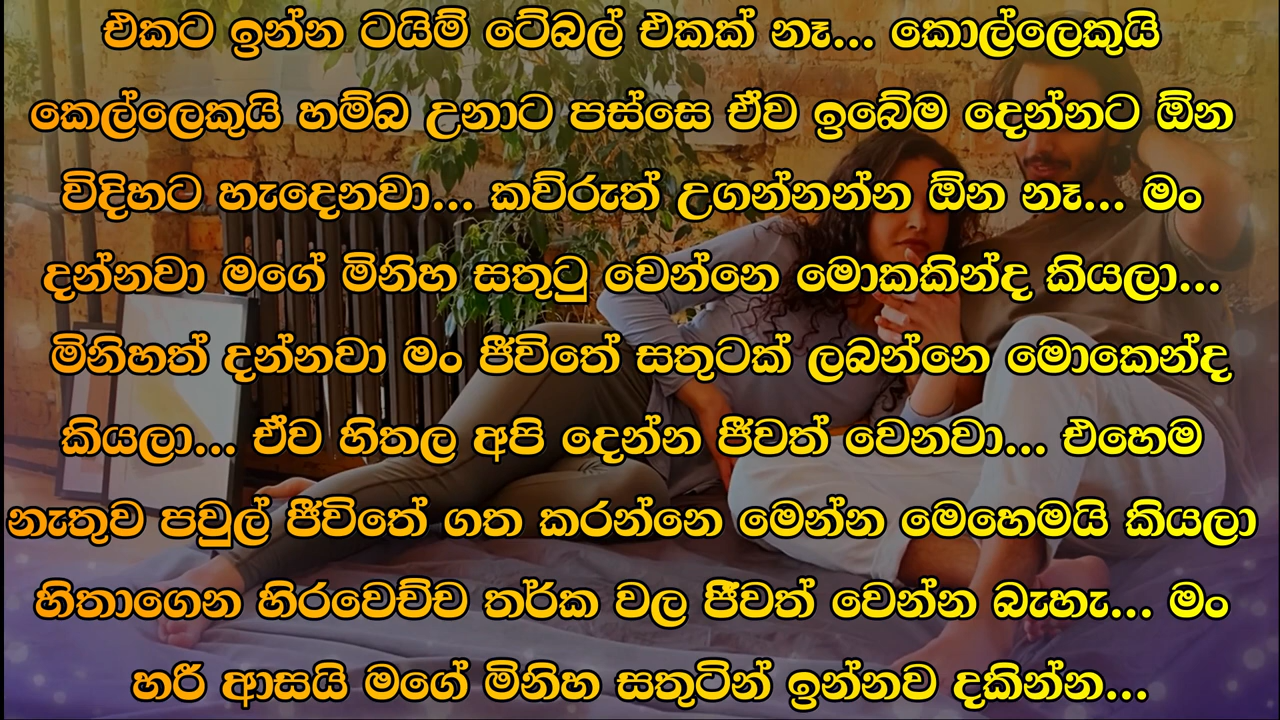 එකට ඉන්න ටයිම් ටේබල් එකක් නෑ... කොල්ලෙකුයි
කෙල්ලෙකුයි හම්බ උනාට පස්සෙ ඒව ඉබේම දෙන්නට ඕන
විදිහට හැදෙනවා... කව්රුත් උගන්නන්න ඕන නෑ... මං
දන්නවා මගේ මිනිහ සතුටු වෙන්නෙ මොකකින්ද කියලා...
මිනිහත් දන්නවා මං ජීවිතේ සතුටක් ලබන්නෙ මොකෙන්ද
කියලා... ඒව හිතල අපි දෙන්න ජීවත් වෙනවා... එහෙම
නැතුව පවුල් ජීවිතේ ගත කරන්නෙ මෙන්න මෙහෙමයි කියලා
හිතාගෙන හිරවෙච්ච තර්ක වල ජීවත් වෙන්න බැහැ... මං
හරී ආසයි මගේ මිනිහ සතුටින් ඉන්නව දකින්න...